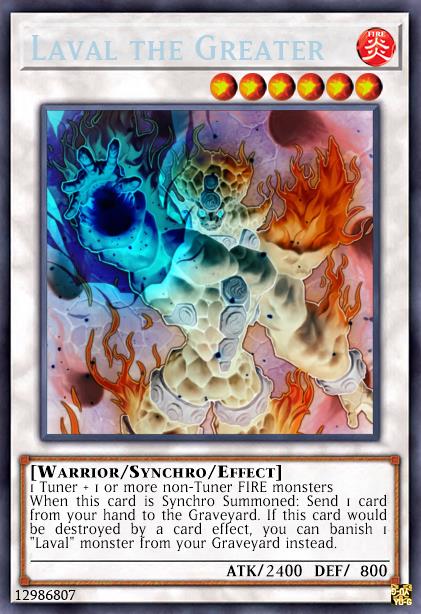 LAVAL THE GREATER
FIRE
炎
[WARRIOR/SYNCHRO/EFFECT]
1 Tuner + 1 or more non-Tuner FIRE monsters
When this card is Synchro Summoned: Send 1 card
from your hand to the Graveyard. If this card would
be destroyed by a card effect, you can banish 1
"Laval" monster from your Graveyard instead.
ATK/2400 DEF/ 800
12986807